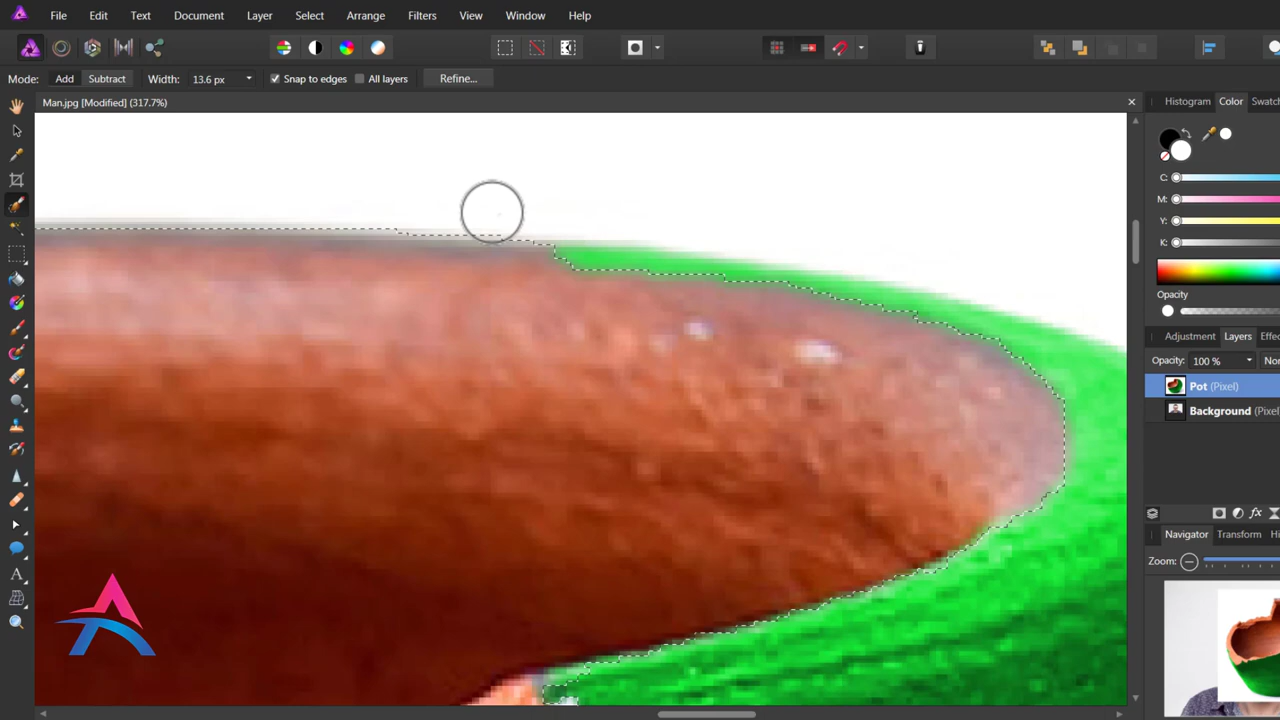 File Edit Text Document Layer Select Arrange Filters View Window Help
Mode: Add Subtract Width: 13.6 px Snap to edges All layers Refine...
Man.jpg [Modified] (317.7%)
Histogram Color Swatch
C:
M:
Y:
K:
Opacity
Adjustment Layers Effe
Opacity: 100 % Nor
Pot (Pixel)
Background (Pixel
fx
Navigator Transform Hi
Zoom: